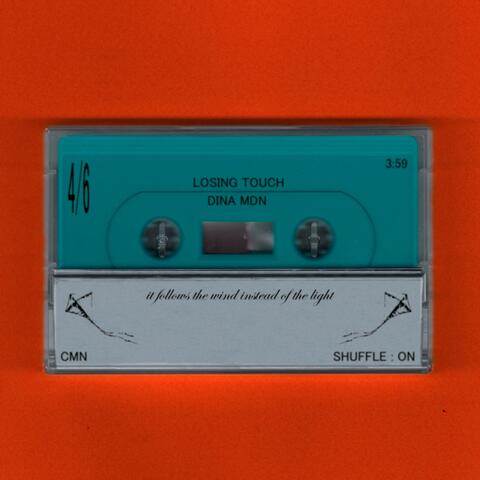 4/6
3:59
LOSING TOUCH
DINA MDN
it follows the wind instead of the light
CMN
SHUFFLE : ON